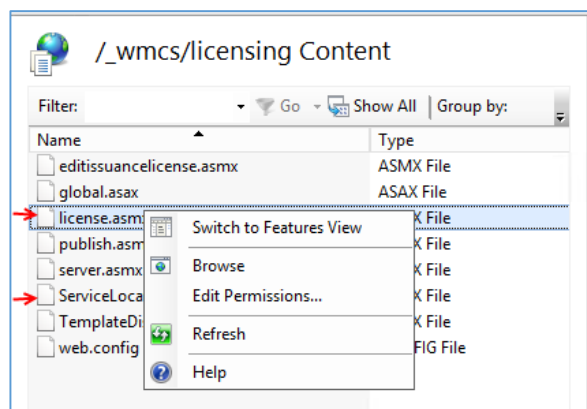 /_wmcs/licensing Content
Filter: Go Show All Group by:
Name Type
editissuancelicense.asmx ASMX File
global.asax ASAX File
license.asm X File
Switch to Features View
publish.asm X File
server.asmx X File
Browse
ServiceLoca X File
Edit Permissions...
TemplateDi X File
Refresh
web.config FIG File
Help